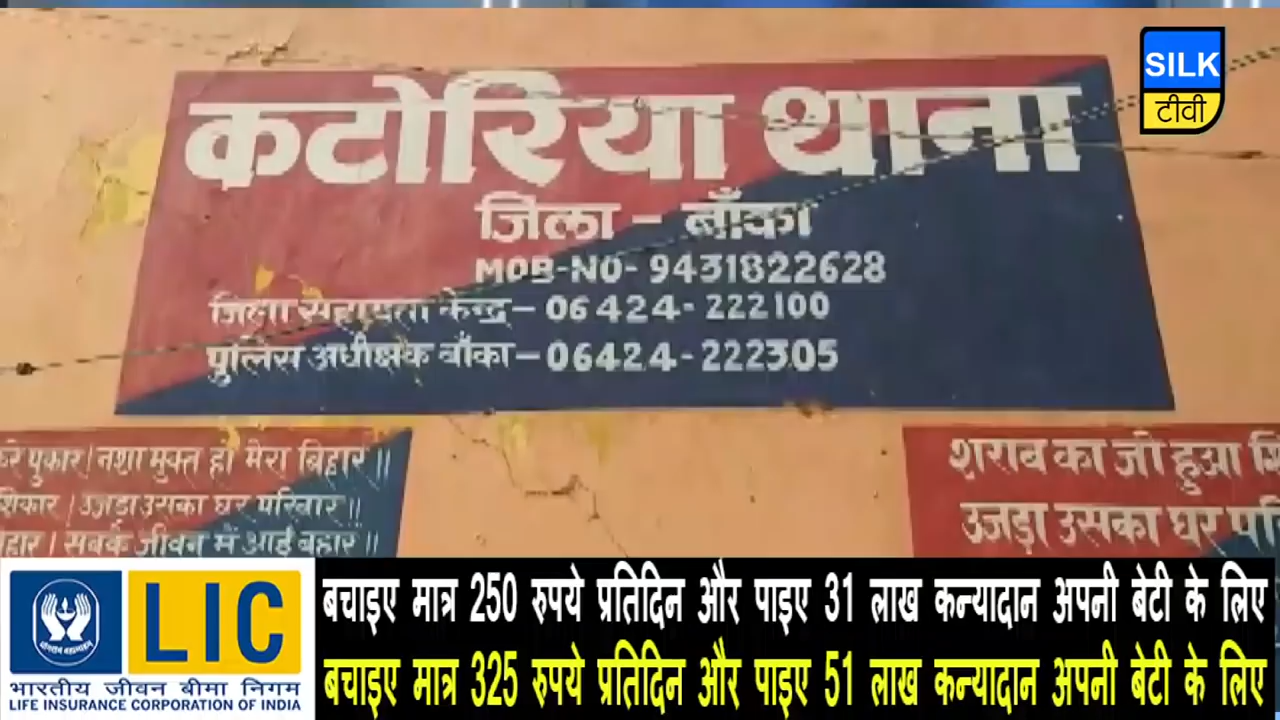 SILK
टीवी
कटोरिया थाना
जिला - बाँका
MOB-NO- 9431822628
जिला सहायता केन्द्र - 06424-222100
पुलिस अधीक्षक बाँका - 06424-222305
रे पुकार। नशा मुक्त हो मेरा बिहार॥
शिकार। उजड़ा उसका घर परिवार॥
हार। सबके जीवन में आई बहार॥
शराब का जो हुआ शि
उजड़ा उसका घर परि
LIC
भारतीय जीवन बीमा निगम
LIFE INSURANCE CORPORATION OF INDIA
बचाइए मात्र 250 रुपये प्रतिदिन और पाइए 31 लाख कन्यादान अपनी बेटी के लिए
बचाइए मात्र 325 रुपये प्रतिदिन और पाइए 51 लाख कन्यादान अपनी बेटी के लिए